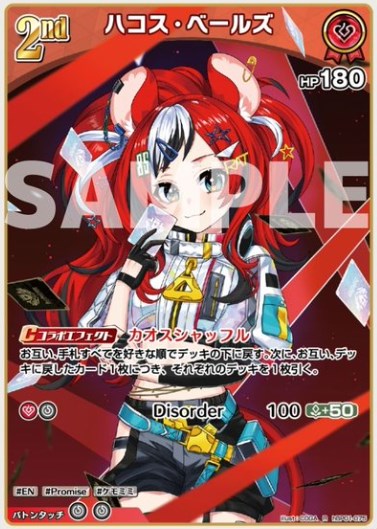 2nd
ハコス・ベールズ
HP180
SAMPLE
Cコラボエフェクト カオスシャッフル
お互い、手札すべてを好きな順でデッキの下に戻す。次に、お互い、デッ
キに戻したカード1枚につき、それぞれのデッキを1枚引く。
Disorder 100 +50
#EN #Promise #ケモミミ
バトンタッチ